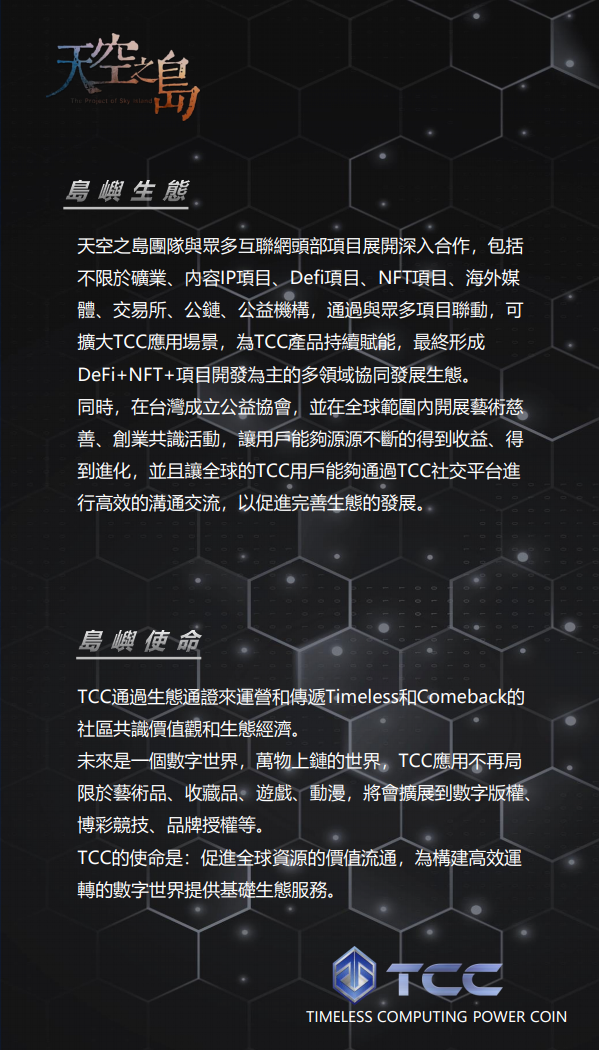 天空之島
The Project of Sky Island
島嶼生態
天空之島團隊與眾多互聯網頭部項目展開深入合作，包括
不限於礦業、內容IP項目、Defi項目、NFT項目、海外媒
體、交易所、公鏈、公益機構，通過與眾多項目聯動，可
擴大TCC應用場景，為TCC產品持續賦能，最終形成
DeFi+NFT+項目開發為主的多領域協同發展生態。
同時，在台灣成立公益協會，並在全球範圍內開展藝術慈
善、創業共識活動，讓用戶能夠源源不斷的得到收益、得
到進化，並且讓全球的TCC用戶能夠通過TCC社交平台進
行高效的溝通交流，以促進完善生態的發展。
島嶼使命
TCC通過生態通證來運營和傳遞Timeless和Comeback的
社區共識價值觀和生態經濟。
未來是一個數字世界，萬物上鏈的世界，TCC應用不再局
限於藝術品、收藏品、遊戲、動漫，將會擴展到數字版權、
博彩競技、品牌授權等。
TCC的使命是：促進全球資源的價值流通，為構建高效運
轉的數字世界提供基礎生態服務。
TCC
TIMELESS COMPUTING POWER COIN